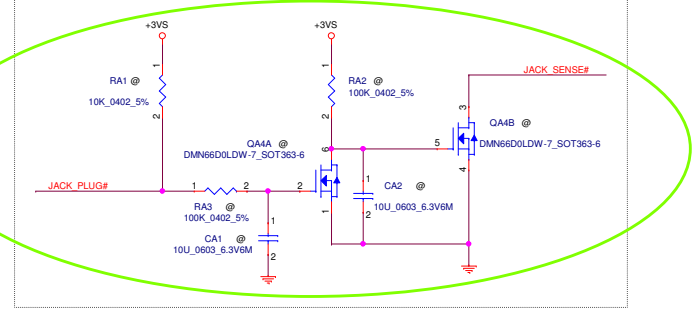 +3VS
+3VS
JACK_SENSE#
1
RA1 @
10K_0402_5%
2
1
RA2 @
100K_0402_5%
2
3
QA4B @
DMN66D0LDW-7_SOT363-6
5
4
QA4A @
DMN66D0LDW-7_SOT363-6
6
2
1
JACK_PLUG#
1
2
RA3 @
100K_0402_5%
1
CA2 @
10U_0603_6.3V6M
2
1
CA1 @
10U_0603_6.3V6M
2